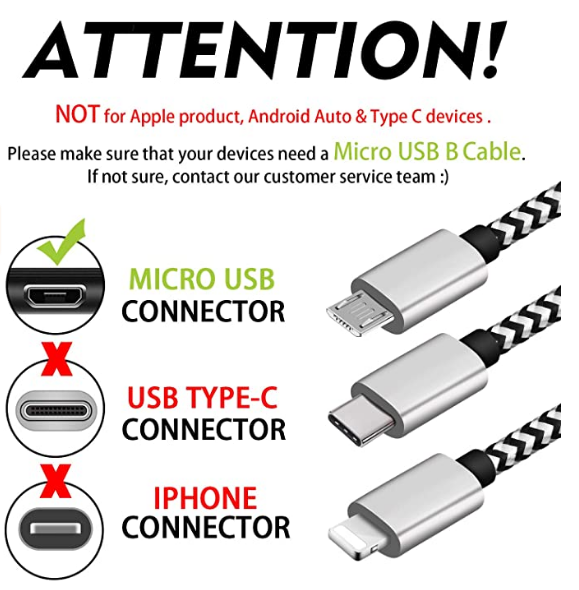 ATTENTION!
NOT for Apple product, Android Auto & Type C devices .
Please make sure that your devices need a Micro USB B Cable.
If not sure, contact our customer service team :)
MICRO USB
CONNECTOR
USB TYPE-C
CONNECTOR
IPHONE
CONNECTOR